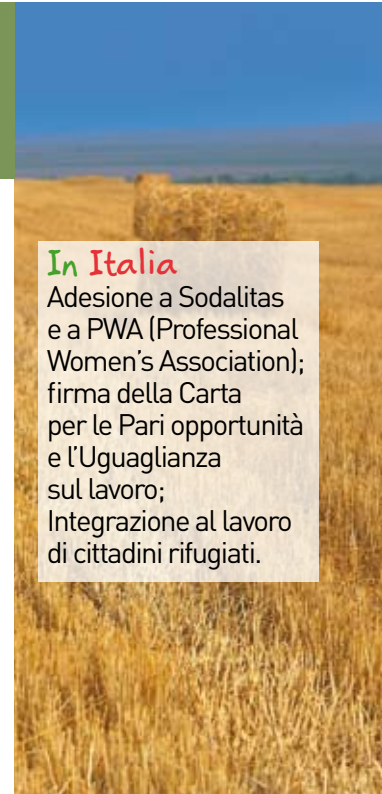 In Italia
Adesione a Sodalitas
e a PWA (Professional
Women's Association);
firma della Carta
per le Pari opportunità
e l'Uguaglianza
sul lavoro;
Integrazione al lavoro
di cittadini rifugiati.